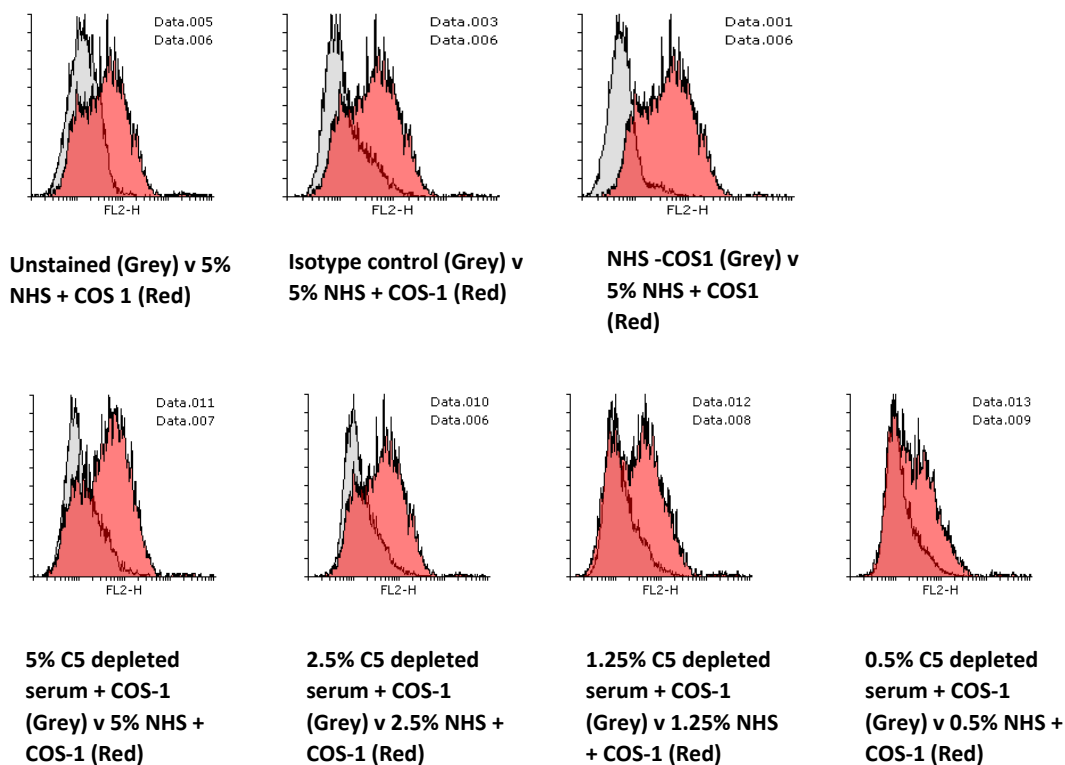 Data.005
Data.006
FL2-H
Data.003
Data.006
FL2-H
Data.001
Data.006
FL2-H
Unstained (Grey) v 5%
NHS + COS 1 (Red)
Isotype control (Grey) v
5% NHS + COS-1 (Red)
NHS -COS1 (Grey) v
5% NHS + COS1
(Red)
Data.011
Data.007
FL2-H
Data.010
Data.006
FL2-H
Data.012
Data.008
FL2-H
Data.013
Data.009
FL2-H
5% C5 depleted
serum + COS-1
(Grey) v 5% NHS +
COS-1 (Red)
2.5% C5 depleted
serum + COS-1
(Grey) v 2.5% NHS +
COS-1 (Red)
1.25% C5 depleted
serum + COS-1
(Grey) v 1.25% NHS
+ COS-1 (Red)
0.5% C5 depleted
serum + COS-1
(Grey) v 0.5% NHS +
COS-1 (Red)